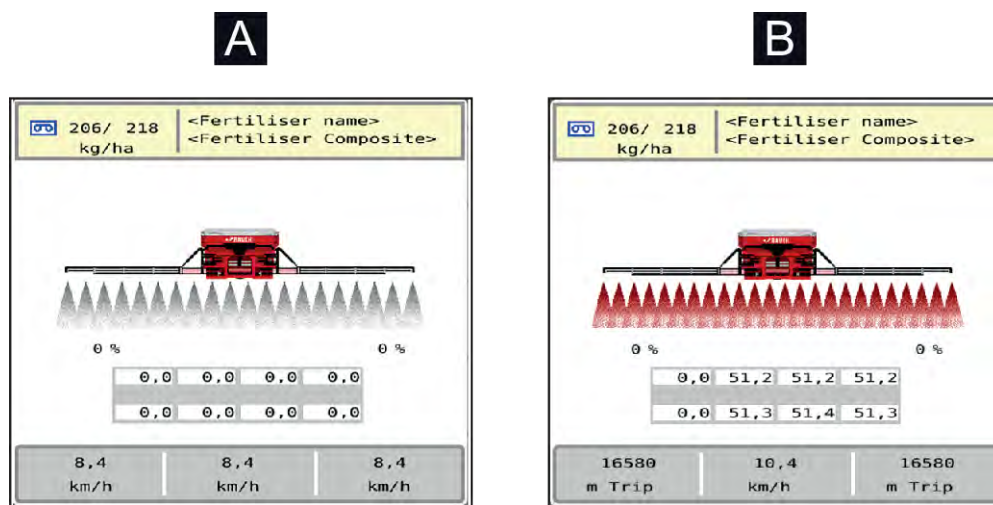 A
B
206/ 218
kg/ha
<Fertiliser name>
<Fertiliser Composite>
0 %
0 %
0,0 0,0 0,0 0,0
0,0 0,0 0,0 0,0
8,4
km/h
8,4
km/h
8,4
km/h
206/ 218
kg/ha
<Fertiliser name>
<Fertiliser Composite>
0 %
0 %
0,0 51,2 51,2 51,2
0,0 51,3 51,4 51,3
16580
m Trip
10,4
km/h
16580
m Trip